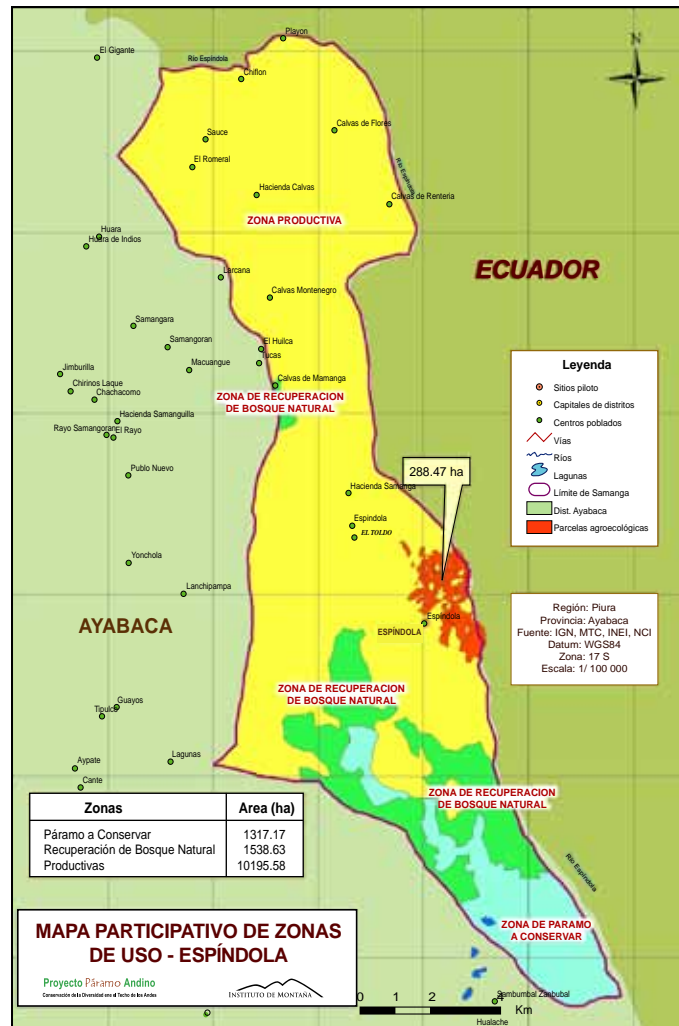 Playon
El Gigante
Río Espíndola
N
Chiflon
Sauce
Calvas de Flores
El Romeral
Río Espíndola
Hacienda Calvas
Calvas de Renteria
ZONA PRODUCTIVA
Huara
Huara de Indios
ECUADOR
Larcana
Calvas Montenegro
Samangara
Samangoran
El Huilca
Tucas
Macuangue
Jimburilla
Calvas de Mamanga
Chirinos Laque
Chachacomo
ZONA DE RECUPERACION
DE BOSQUE NATURAL
Hacienda Samanguilla
Rayo Samangoran
El Rayo
Leyenda
Sitios piloto
Capitales de distritos
Centros poblados
Vías
Ríos
Lagunas
Límite de Samanga
Dist. Ayabaca
Parcelas agroecológicas
288.47 ha
Publo Nuevo
Hacienda Samanga
Espindola
EL TOLDO
Yonchola
Lanchipampa
AYABACA
Espíndola
ESPÍNDOLA
Región: Piura
Provincia: Ayabaca
Fuente: IGN, MTC, INEI, NCI
Datum: WGS84
Zona: 17 S
Escala: 1/ 100 000
ZONA DE RECUPERACION
DE BOSQUE NATURAL
Guayos
Tipulco
Aypate
Lagunas
Cante
ZONA DE RECUPERACION
DE BOSQUE NATURAL
Zonas Area (ha)
Páramo a Conservar 1317.17
Recuperación de Bosque Natural 1538.63
Productivas 10195.58
Río Espíndola
ZONA DE PARAMO
A CONSERVAR
MAPA PARTICIPATIVO DE ZONAS
DE USO - ESPÍNDOLA
Proyecto Páramo Andino
Conservación de la Diversidad en el Techo de los Andes
INSTITUTO DE MONTAÑA
0 2 4
Km
Sambumbal Zanbubal
Hualache